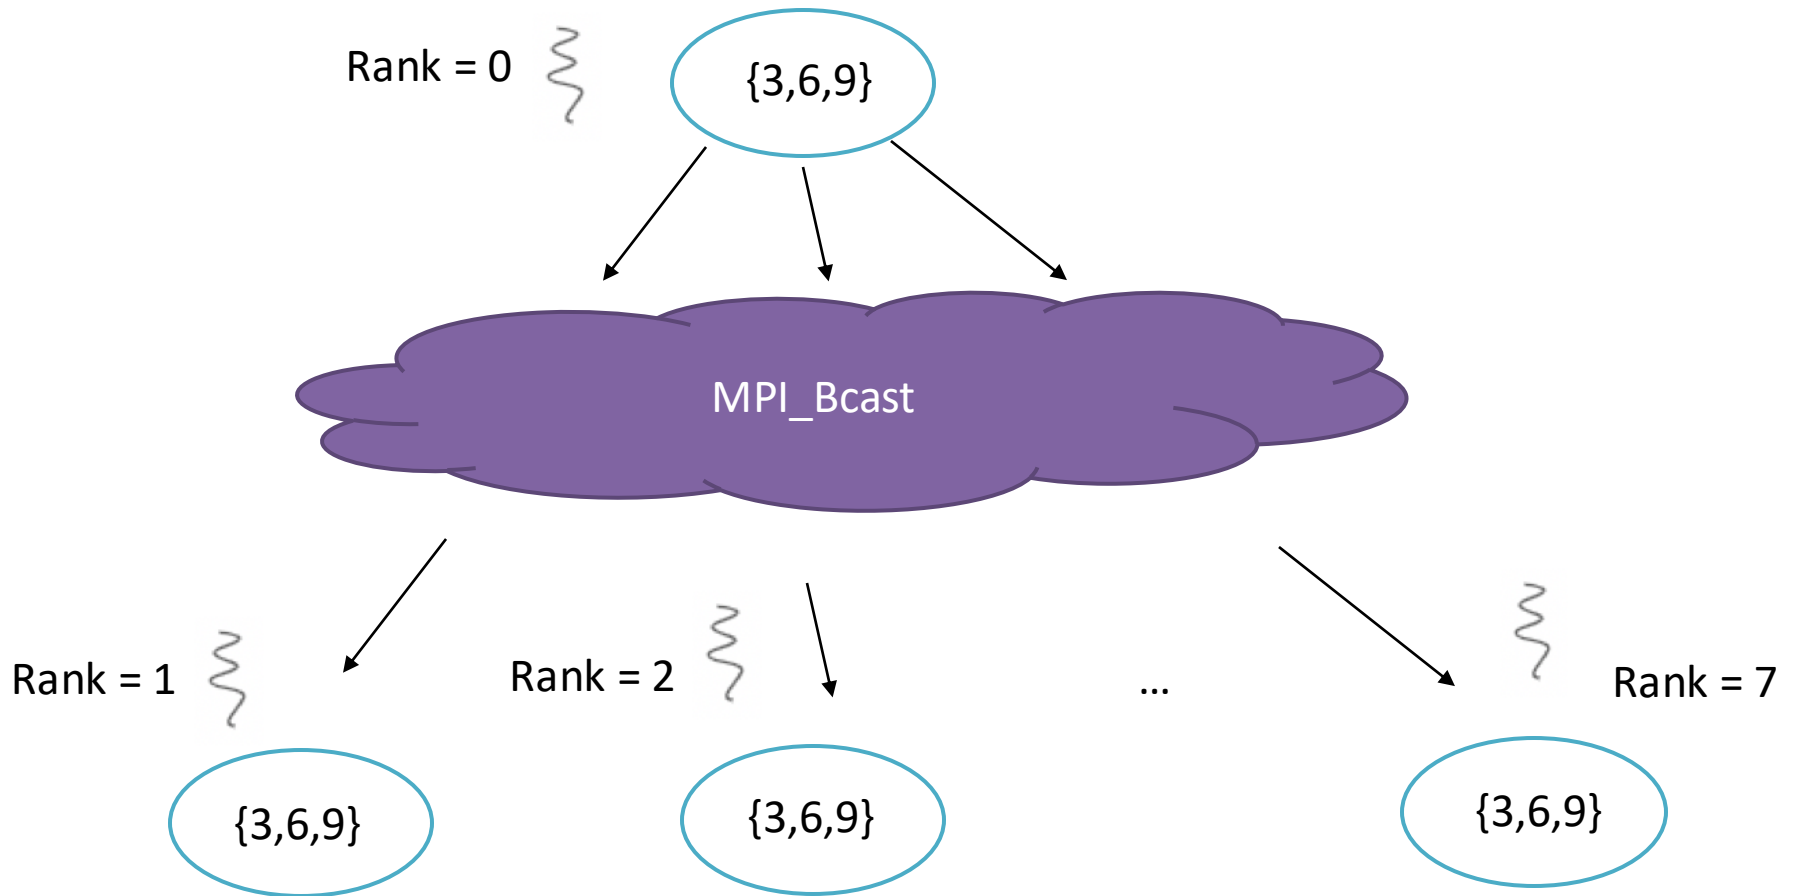 Rank = 0
{3,6,9}
MPI_Bcast
Rank = 1
Rank = 2
...
Rank = 7
{3,6,9}
{3,6,9}
{3,6,9}